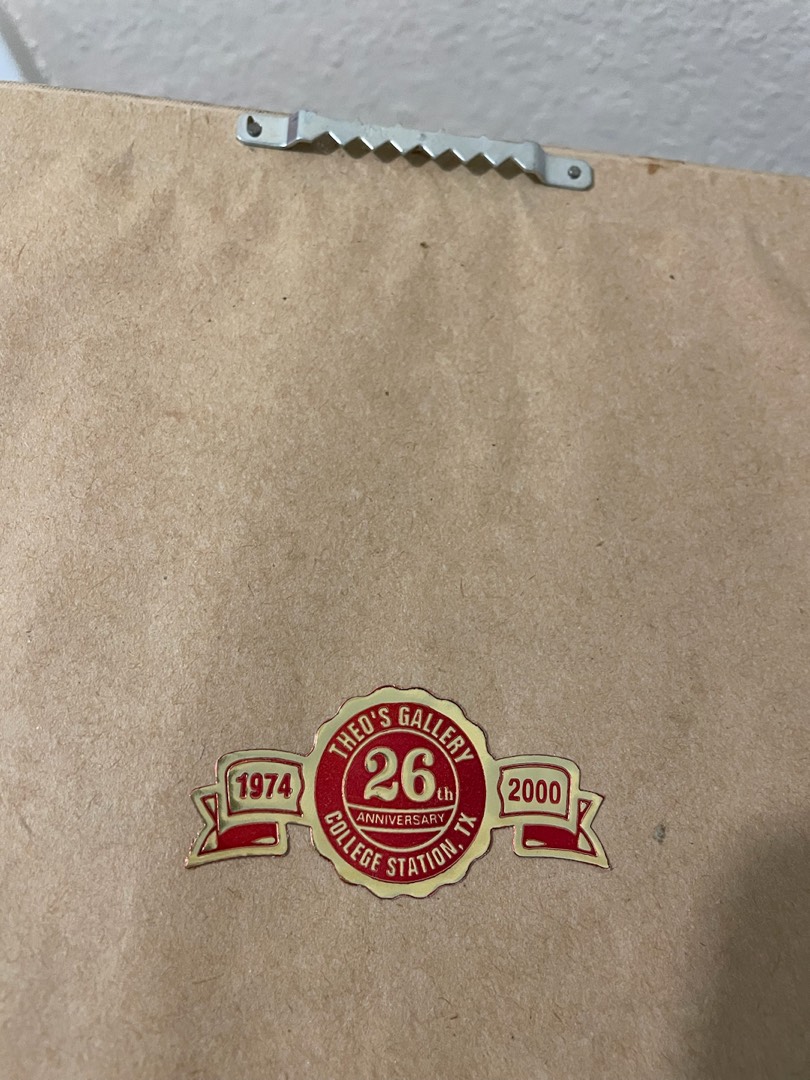 THEO'S GALLERY
1974
26th
2000
ANNIVERSARY
COLLEGE STATION, TX